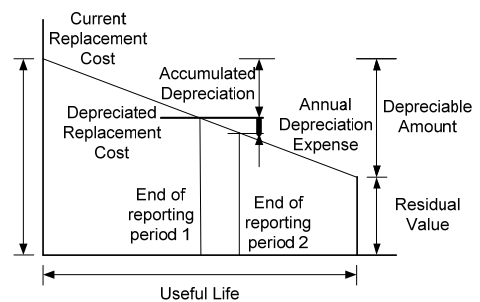 Current
Replacement
Cost
Accumulated
Depreciation
Depreciated
Replacement
Cost
Annual
Depreciation
Expense
Depreciable
Amount
End of
reporting
period 1
End of
reporting
period 2
Residual
Value
Useful Life